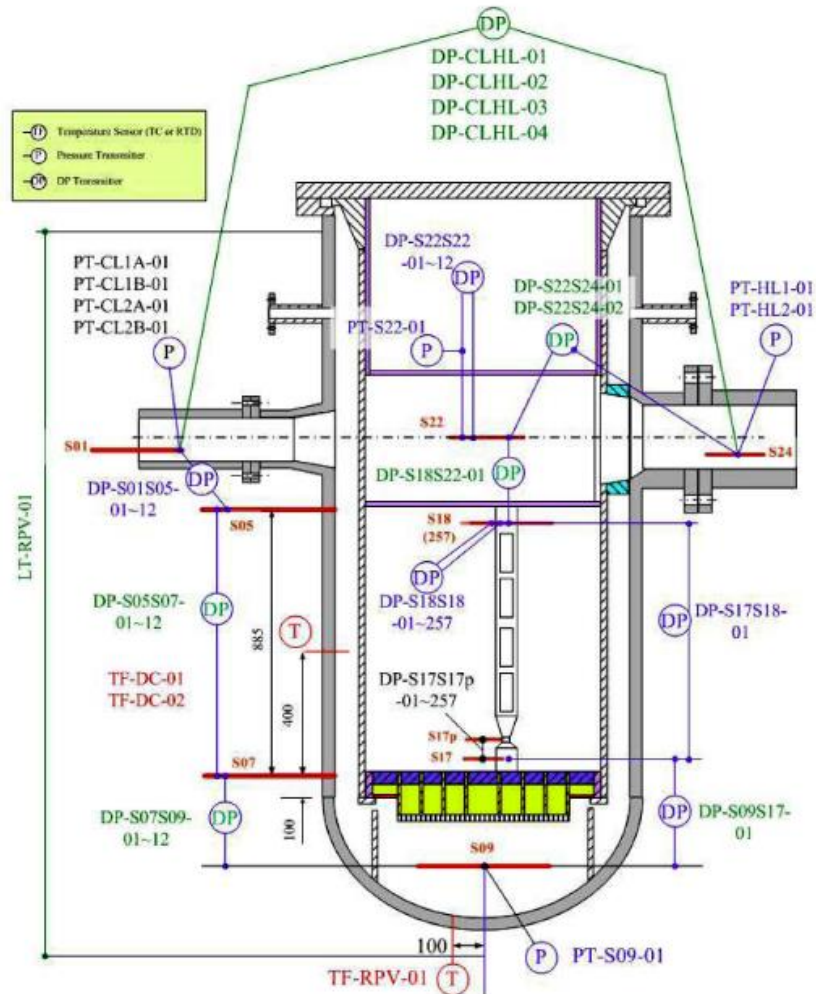 DP
DP-CLHL-01
DP-CLHL-02
DP-CLHL-03
DP-CLHL-04
TF Temperature Sensor (TC or RTD)
P Pressure Transmitter
DP DP Transmitter
PT-CL1A-01
PT-CL1B-01
PT-CL2A-01
PT-CL2B-01
P
DP-S22S22
-01~12
DP
DP-S22S24-01
DP-S22S24-02
DP
PT-HL1-01
PT-HL2-01
P
PT-S22-01
P
S01
S22
S24
DP-S01S05-
01~12
DP
DP-S18S22-01
DP
S05
S18
(257)
LT-RPV-01
DP-S05S07-
01~12
DP
885
T
DP
DP-S18S18
-01~257
DP
DP-S17S18-
01
TF-DC-01
TF-DC-02
400
DP-S17S17p
-01~257
S17p
S17
S07
DP-S07S09-
01~12
DP
100
DP
DP-S09S17-
01
S09
100
P
PT-S09-01
TF-RPV-01
T